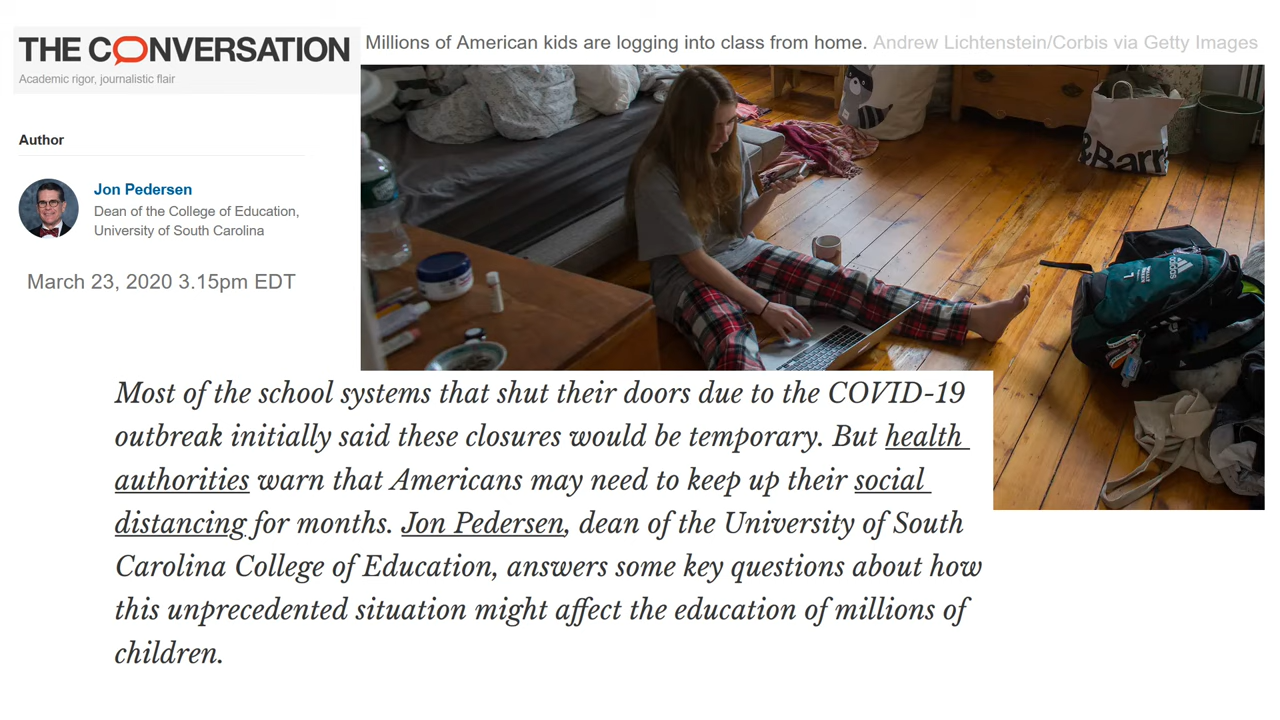 THE CONVERSATION
Academic rigor, journalistic flair
Millions of American kids are logging into class from home. Andrew Lichtenstein/Corbis via Getty Images
Author
Jon Pedersen
Dean of the College of Education,
University of South Carolina
March 23, 2020 3.15pm EDT
&Barn
adidas
Most of the school systems that shut their doors due to the COVID-19
outbreak initially said these closures would be temporary. But health
authorities warn that Americans may need to keep up their social
distancing for months. Jon Pedersen, dean of the University of South
Carolina College of Education, answers some key questions about how
this unprecedented situation might affect the education of millions of
children.